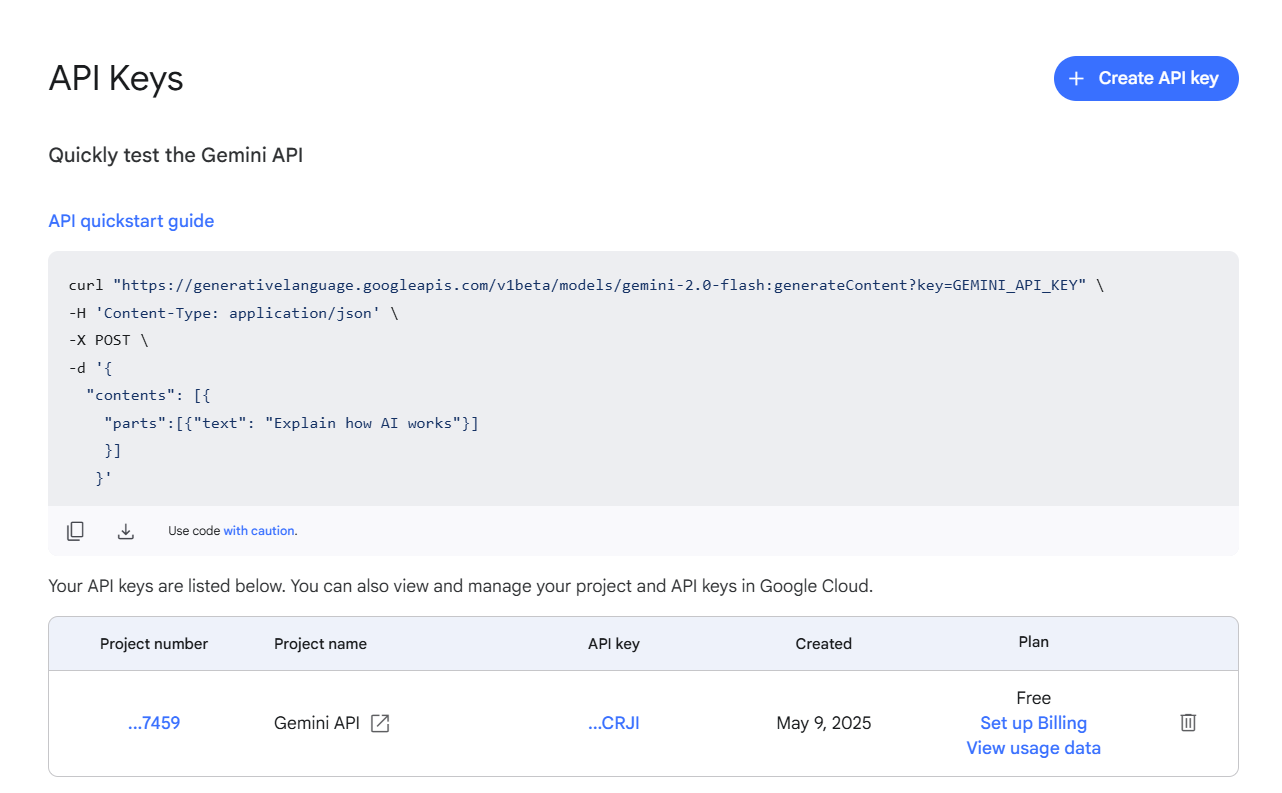 API Keys
+ Create API key
Quickly test the Gemini API
API quickstart guide
curl "https://generativelanguage.googleapis.com/v1beta/models/gemini-2.0-flash:generateContent?key=GEMINI_API_KEY" \
-H 'Content-Type: application/json' \
-X POST \
-d '{
  "contents": [{
    "parts":[{"text": "Explain how AI works"}]
    }]
   }'
Use code with caution.
Your API keys are listed below. You can also view and manage your project and API keys in Google Cloud.
Project number Project name API key Created Plan
...7459 Gemini API ...CRJI May 9, 2025 Free
Set up Billing
View usage data